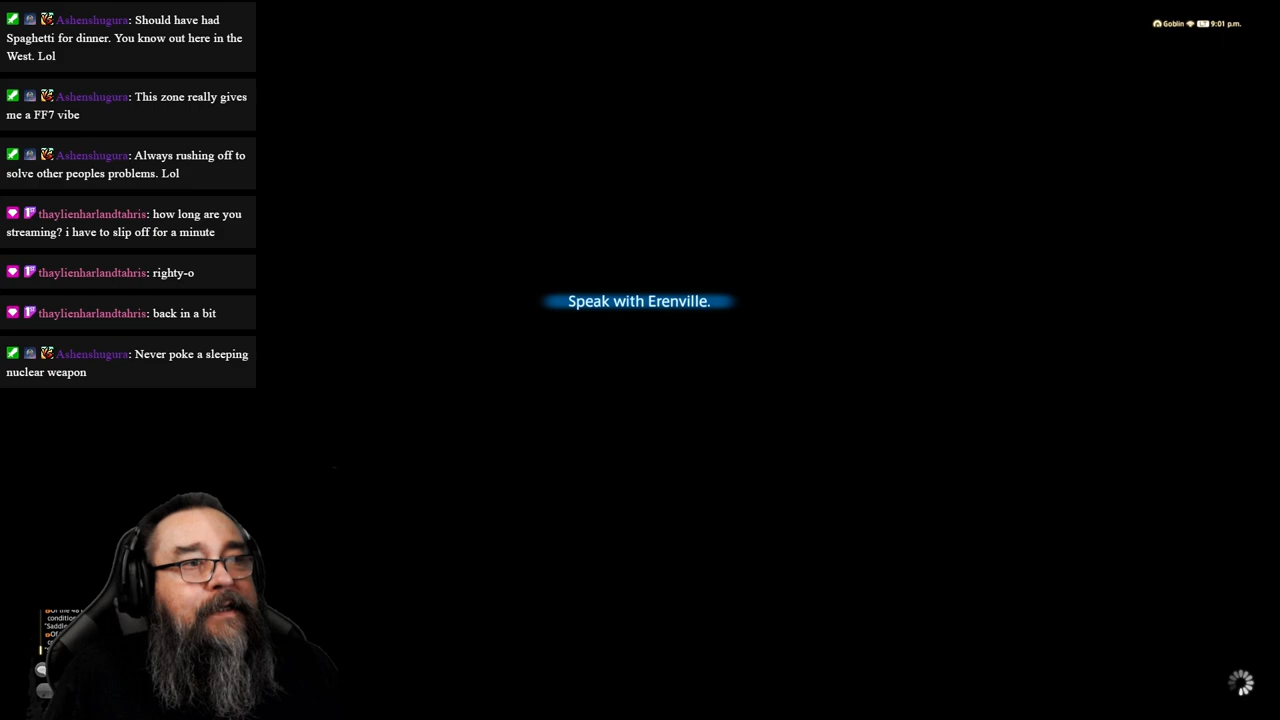 Ashenshugura: Should have had
Spaghetti for dinner. You know out here in the
West. Lol
Ashenshugura: This zone really gives
me a FF7 vibe
Ashenshugura: Always rushing off to
solve other peoples problems. Lol
thaylienharlandtahris: how long are you
streaming? i have to slip off for a minute
thaylienharlandtahris: righty-o
thaylienharlandtahris: back in a bit
Ashenshugura: Never poke a sleeping
nuclear weapon
Goblin LT 9:01 p.m.
Speak with Erenville.